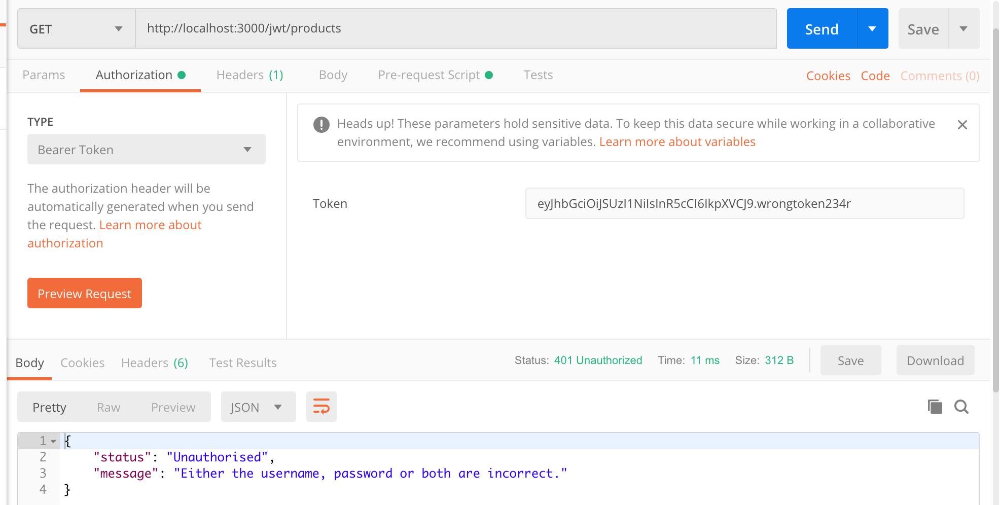 GET http://localhost:3000/jwt/products Send Save
Params Authorization Headers (1) Body Pre-request Script Tests Cookies Code Comments (0)
TYPE
Bearer Token
The authorization header will be
automatically generated when you send
the request. Learn more about
authorization
Preview Request
Heads up! These parameters hold sensitive data. To keep this data secure while working in a collaborative
environment, we recommend using variables. Learn more about variables
Token eyJhbGciOiJSUzI1NiIsInR5cCI6IkpXVCJ9.wrongtoken234r
Body Cookies Headers (6) Test Results Status: 401 Unauthorized Time: 11 ms Size: 312 B Save Download
Pretty Raw Preview JSON
1 {
2 "status": "Unauthorised",
3 "message": "Either the username, password or both are incorrect."
4 }